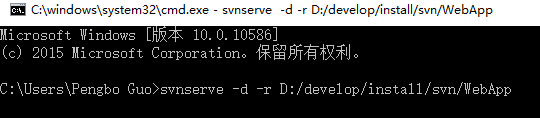 C:\windows\system32\cmd.exe - svnserve -d -r D:/develop/install/svn/WebApp
Microsoft Windows [版本 10.0.10586]
(c) 2015 Microsoft Corporation。保留所有权利。
C:\Users\Pengbo Guo>svnserve -d -r D:/develop/install/svn/WebApp